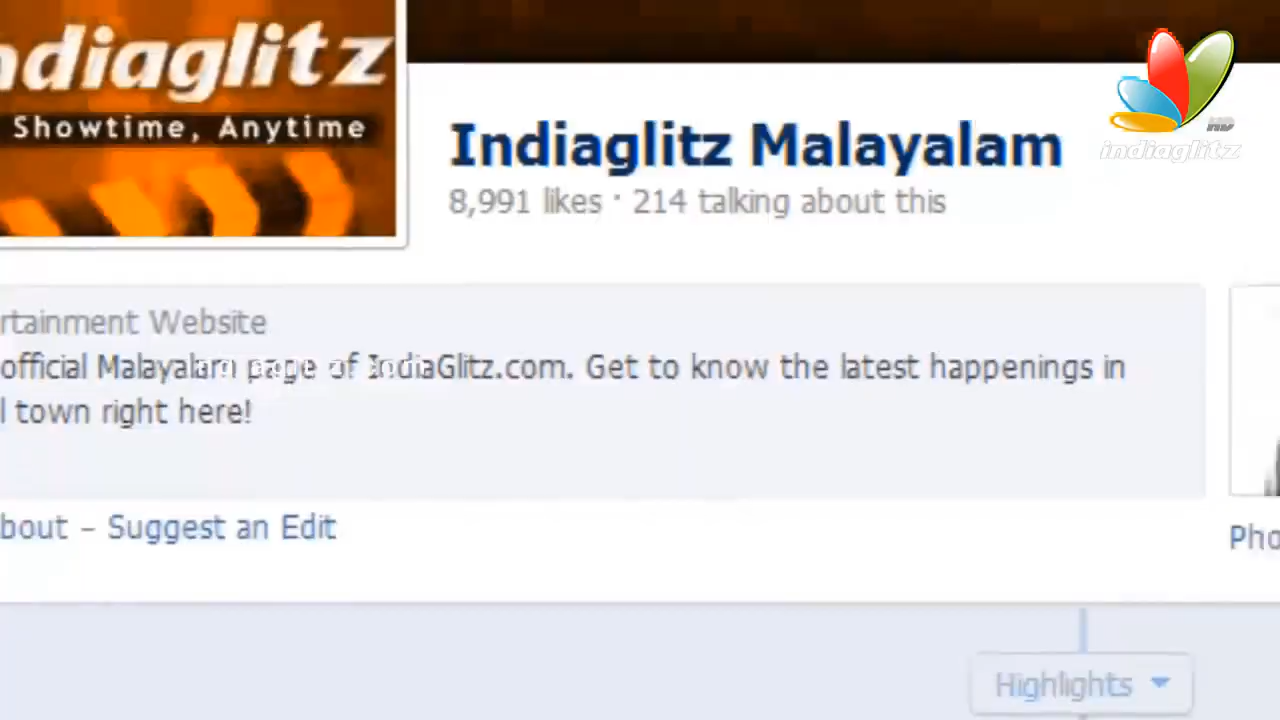 ndiaglitz
Showtime, Anytime
Indiaglitz Malayalam
8,991 likes · 214 talking about this
HD
indiaglitz
rtainment Website
official Malayalam page of IndiaGlitz.com. Get to know the latest happenings in
l town right here!
bout – Suggest an Edit
Pho
Highlights